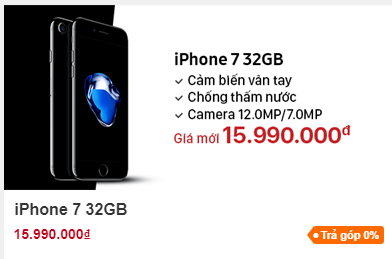 iPhone 7 32GB
✓ Cảm biến vân tay
✓ Chống thấm nước
✓ Camera 12.0MP/7.0MP
Giá mới 15.990.000đ
iPhone 7 32GB
15.990.000₫
Trả góp 0%